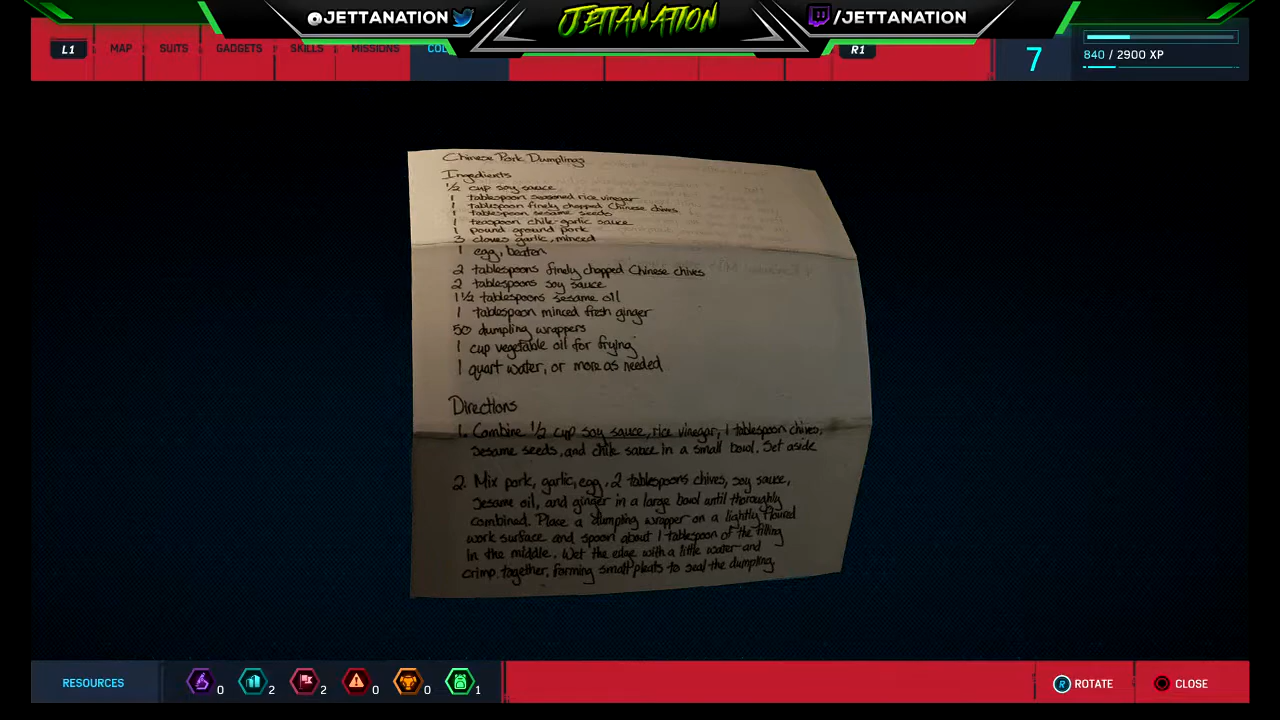 @JETTANATION
JETTANATION
/JETTANATION
L1
MAP
SUITS
GADGETS
SKILLS
MISSIONS
R1
7
840 / 2900 XP
Chinese Pork Dumplings
Ingredients
1/2 cup soy sauce
1 tablespoon seasoned rice vinegar
1 tablespoon finely chopped Chinese chives
1 tablespoon sesame seeds
1 teaspoon chile-garlic sauce
1 pound ground pork
3 cloves garlic, minced
1 egg, beaten
2 tablespoons finely chopped Chinese chives
2 tablespoons soy sauce
1 1/2 tablespoons sesame oil
1 tablespoon minced fresh ginger
50 dumpling wrappers
1 cup vegetable oil for frying
1 quart water, or more as needed
Directions
1. Combine 1/2 cup soy sauce, rice vinegar, 1 tablespoon chives,
sesame seeds, and chile sauce in a small bowl. Set aside
2. Mix pork, garlic, egg, 2 tablespoons chives, soy sauce,
sesame oil, and ginger in a large bowl until thoroughly
combined. Place a dumpling wrapper on a lightly floured
work surface and spoon about 1 tablespoon of the filling
in the middle. Wet the edge with a little water and
crimp together, forming small pleats to seal the dumpling.
RESOURCES
0
2
2
0
0
1
R ROTATE
CLOSE